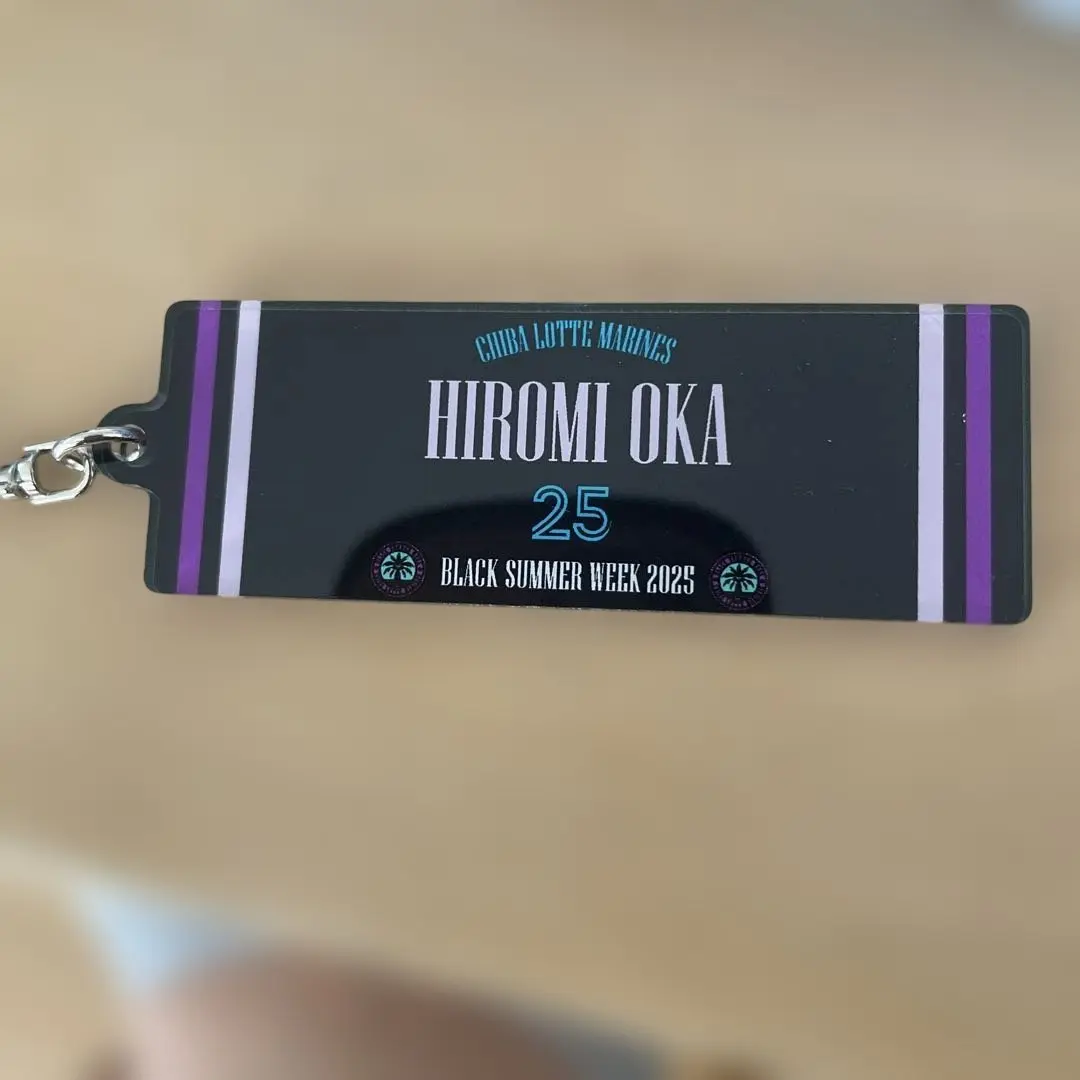 CHIBA LOTTE MARINES
HIROMI OKA
25
BLACK SUMMER WEEK 2025